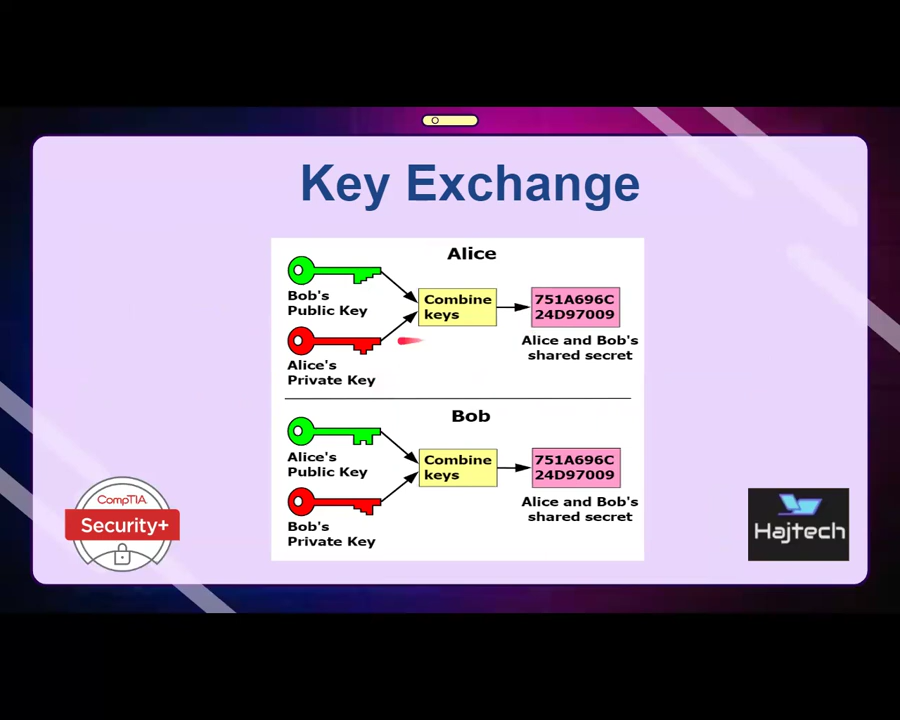 Key Exchange
Alice
Bob's
Public Key
Combine
keys
751A696C
24D97009
Alice and Bob's
shared secret
Alice's
Private Key
Bob
Alice's
Public Key
Combine
keys
751A696C
24D97009
Alice and Bob's
shared secret
Bob's
Private Key
CompTIA
Security+
Hajtech